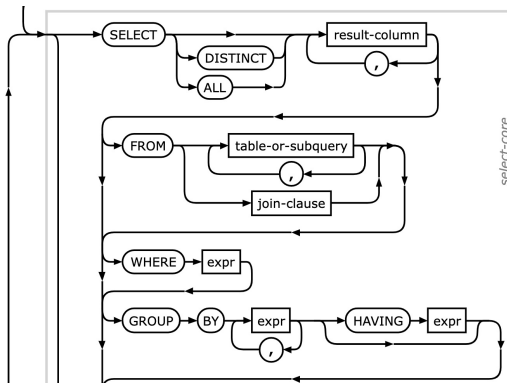 SELECT result-column
DISTINCT
,
ALL
FROM table-or-subquery
,
join-clause
select-core
WHERE expr
GROUP BY expr HAVING expr
,